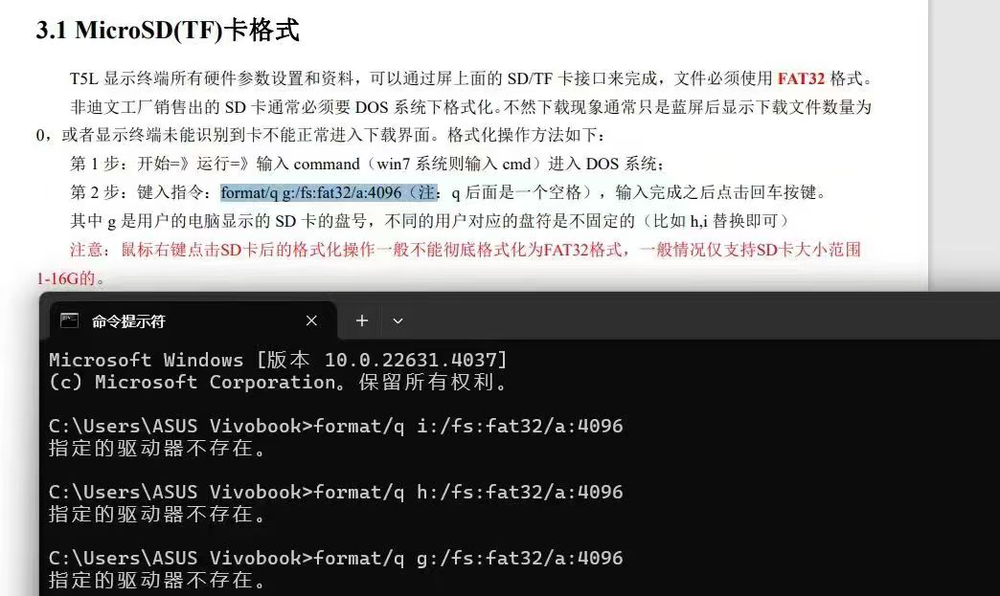 3.1 MicroSD(TF)卡格式
T5L 显示终端所有硬件参数设置和资料，可以通过屏上面的 SD/TF 卡接口来完成，文件必须使用 FAT32 格式。
非迪文工厂销售出的 SD 卡通常必须要 DOS 系统下格式化。不然下载现象通常只是蓝屏后显示下载文件数量为
0，或者显示终端未能识别到卡不能正常进入下载界面。格式化操作方法如下：
第 1 步：开始=》运行=》输入 command（win7 系统则输入 cmd）进入 DOS 系统；
第 2 步：键入指令：format/q g:/fs:fat32/a:4096（注：q 后面是一个空格），输入完成之后点击回车按键。
其中 g 是用户的电脑显示的 SD 卡的盘号，不同的用户对应的盘符是不固定的（比如 h,i 替换即可）
注意：鼠标右键点击SD卡后的格式化操作一般不能彻底格式化为FAT32格式，一般情况仅支持SD卡大小范围
1-16G的。
命令提示符
Microsoft Windows [版本 10.0.22631.4037]
(c) Microsoft Corporation。保留所有权利。
C:\Users\ASUS Vivobook>format/q i:/fs:fat32/a:4096
指定的驱动器不存在。
C:\Users\ASUS Vivobook>format/q h:/fs:fat32/a:4096
指定的驱动器不存在。
C:\Users\ASUS Vivobook>format/q g:/fs:fat32/a:4096
指定的驱动器不存在。